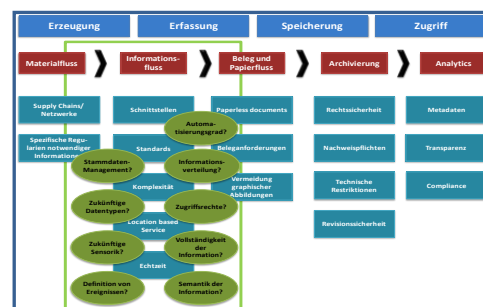 Erzeugung
Erfassung
Speicherung
Zugriff
Materialfluss
Informations-
fluss
Beleg und
Papierfluss
Archivierung
Analytics
Supply Chains/
Netzwerke
Schnittstellen
Paperless documents
Rechtssicherheit
Metadaten
Automa-
tisierungsgrad?
Spezifische Regu-
larien notwendiger
Informatione
Standards
Beleganforderungen
Nachweispflichten
Transparenz
Stammdaten-
Management?
Informations-
verteilung?
Komplexität
Vermeidung
graphischer
Abbildungen
Technische
Restriktionen
Compliance
Zukünftige
Datentypen?
Zugriffrechte?
Location based
Service
Revisionssicherheit
Zukünftige
Sensorik?
Vollständigkeit
der
Information?
Echtzeit
Definition von
Ereignissen?
Semantik der
Information?